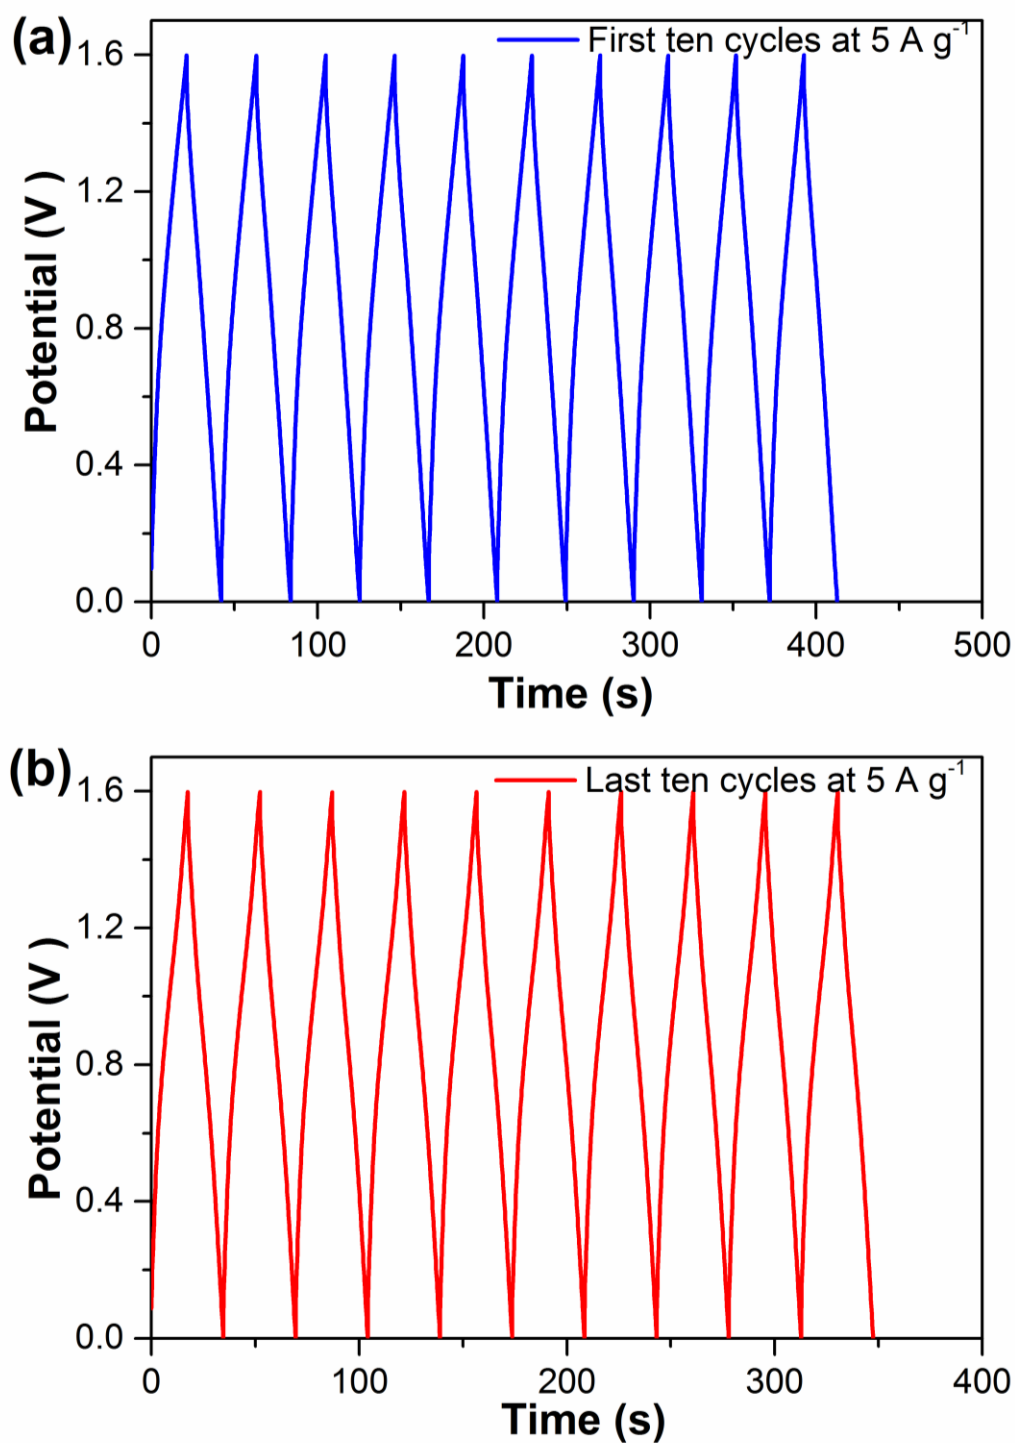 (a)
First ten cycles at 5 A g⁻¹
1.6
1.2
0.8
0.4
0.0
Potential (V )
0 100 200 300 400 500
Time (s)
(b)
Last ten cycles at 5 A g⁻¹
1.6
1.2
0.8
0.4
0.0
Potential (V )
0 100 200 300 400
Time (s)